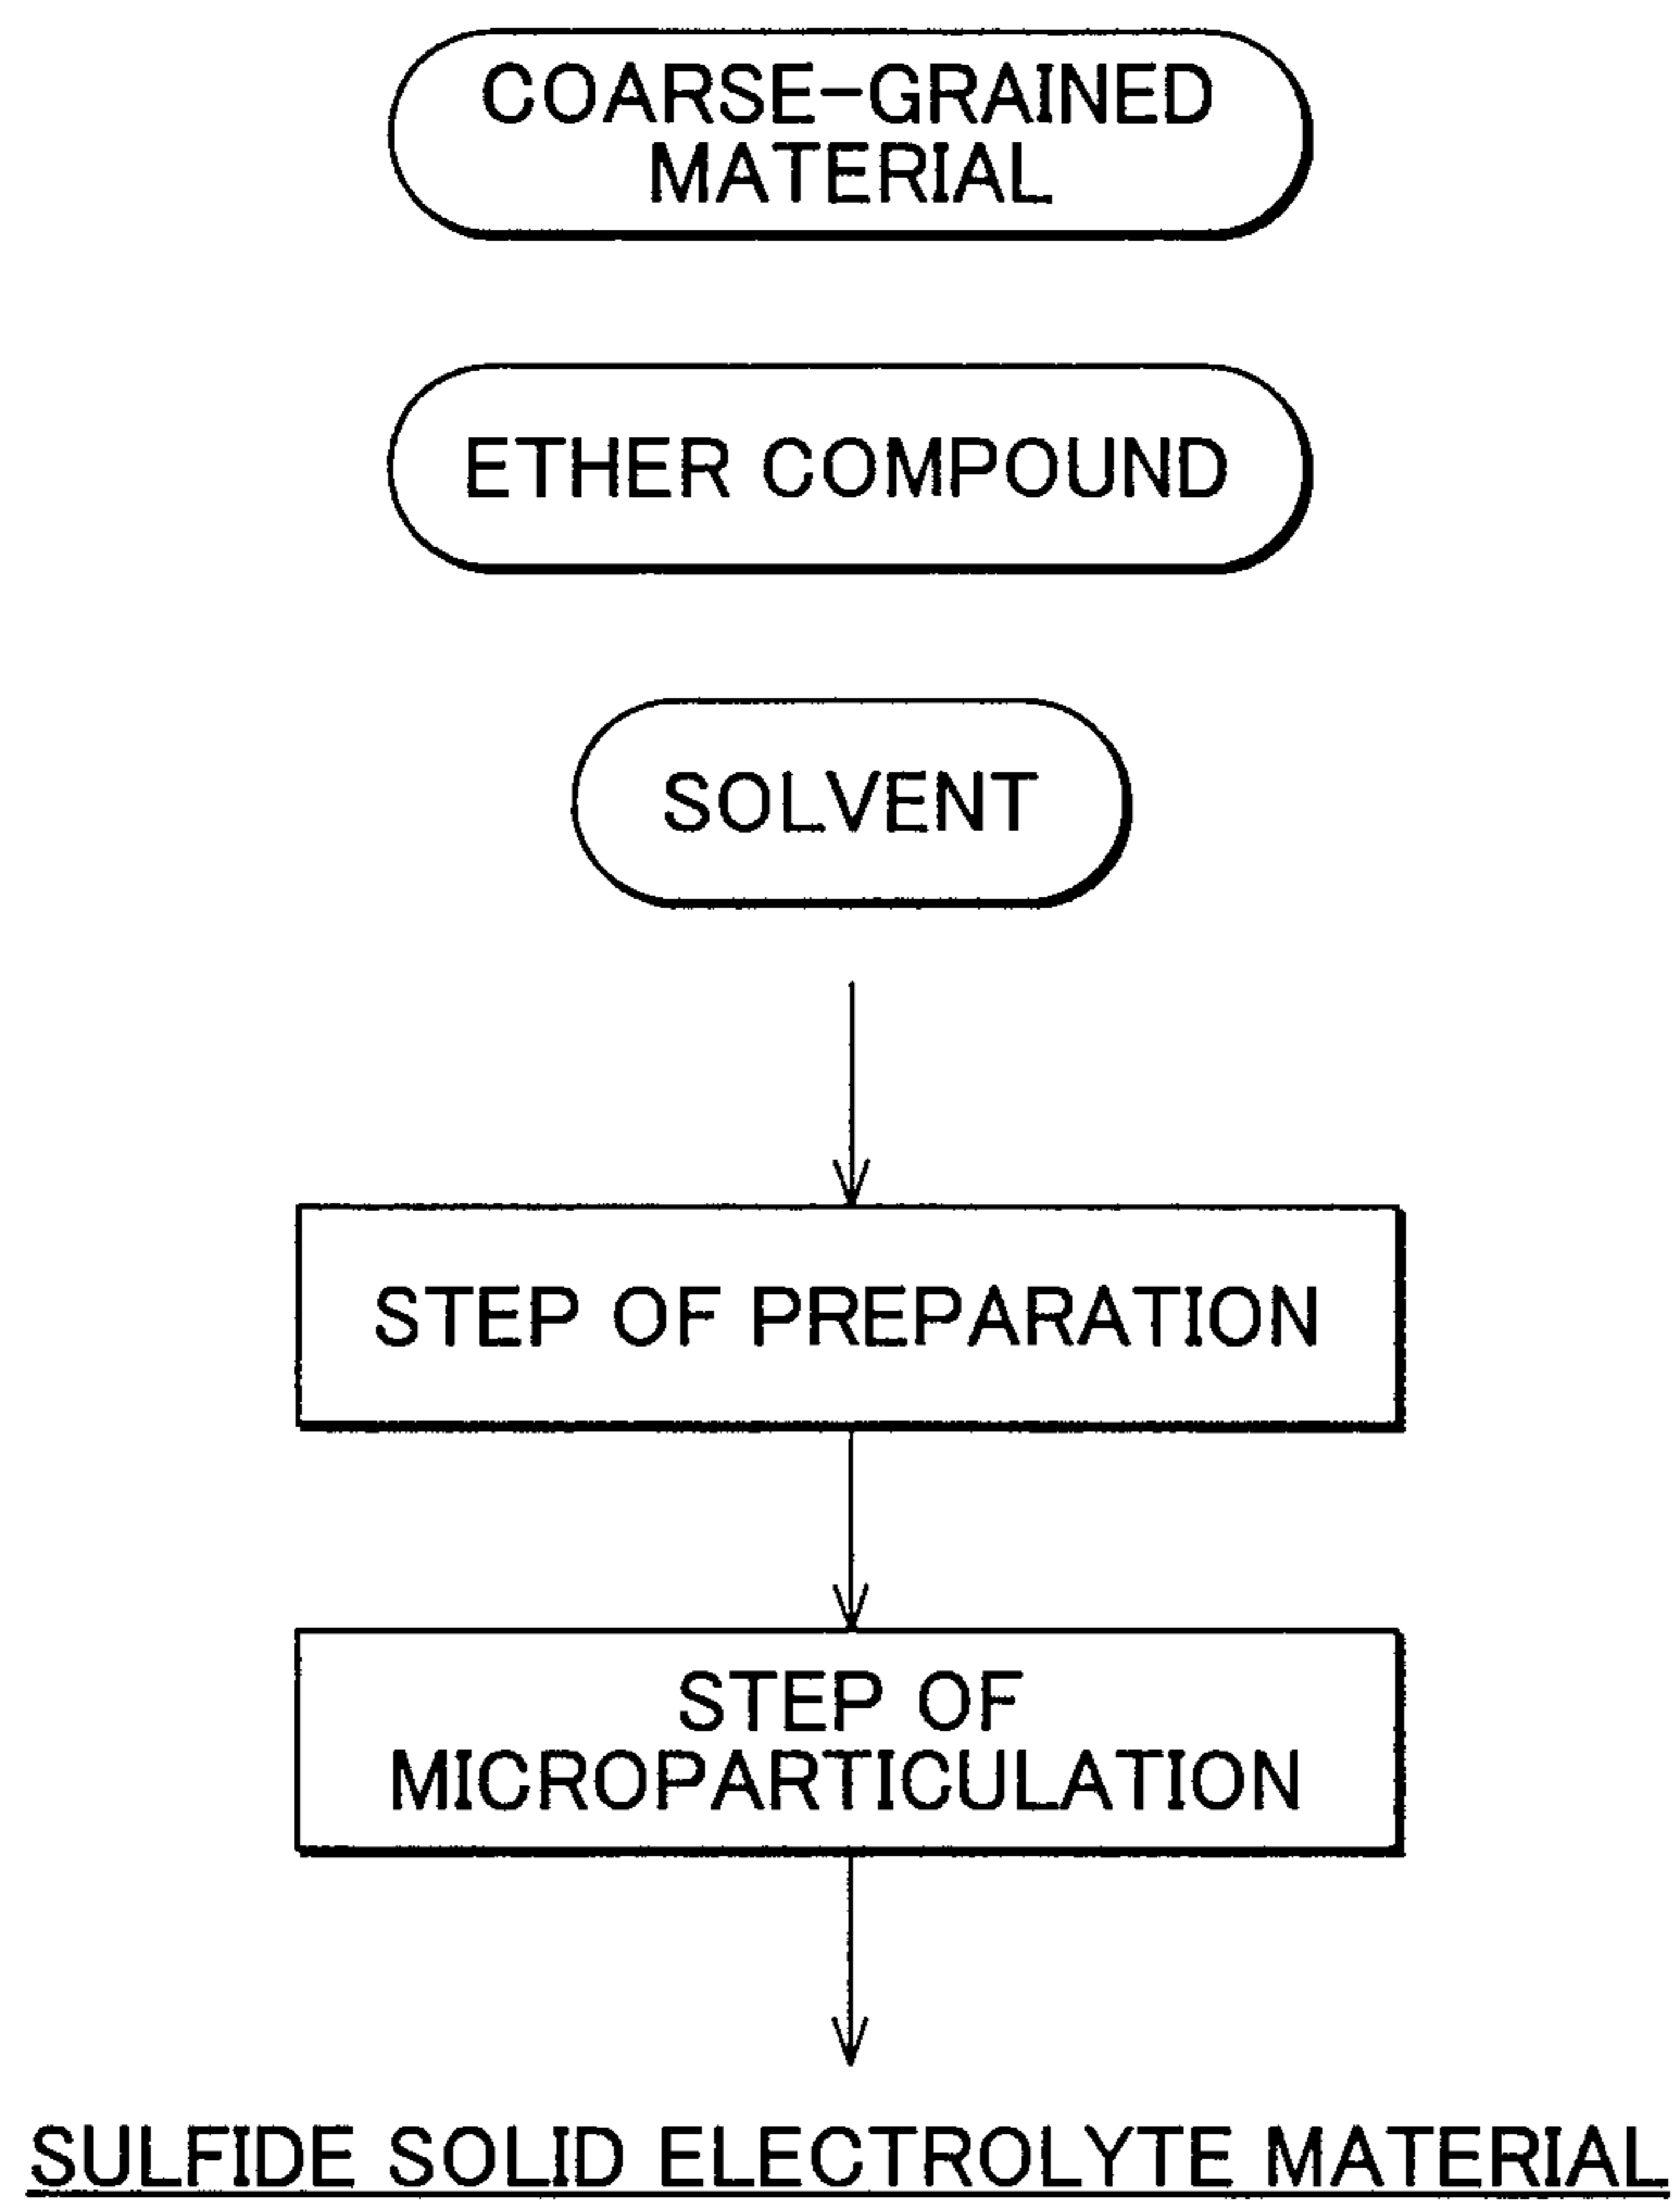 COARSE-GRAINED
MATERIAL
ETHER COMPOUND
SOLVENT
STEP OF PREPARATION
STEP OF
MICROPARTICULATION
SULFIDE SOLID ELECTROLYTE MATERIAL